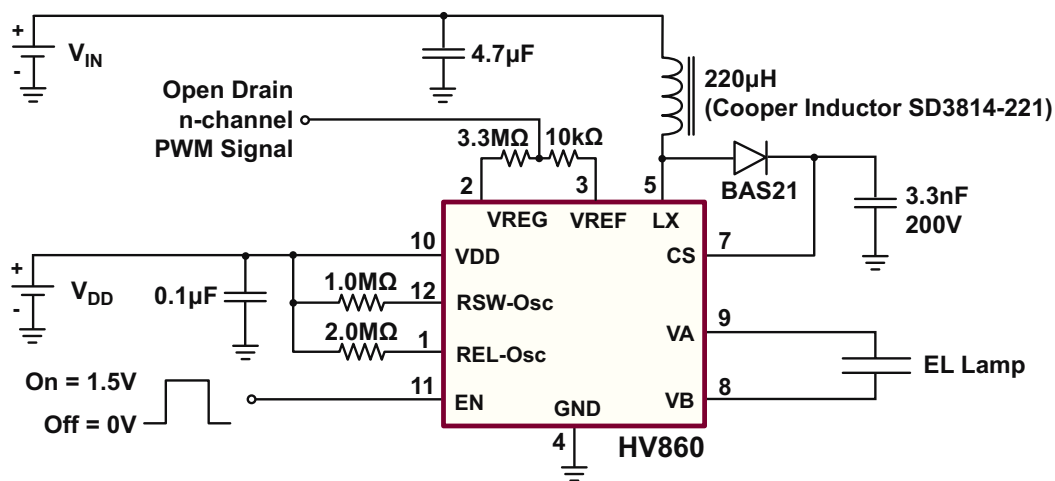 +
V_IN
-
4.7µF
220µH
(Cooper Inductor SD3814-221)
Open Drain
n-channel
PWM Signal
3.3MΩ
10kΩ
2
3
5
BAS21
3.3nF
200V
VREG
VREF
LX
10
VDD
7
CS
+
V_DD
-
0.1µF
1.0MΩ
12
RSW-Osc
2.0MΩ
1
REL-Osc
9
VA
EL Lamp
On = 1.5V
Off = 0V
11
EN
8
VB
GND
4
HV860